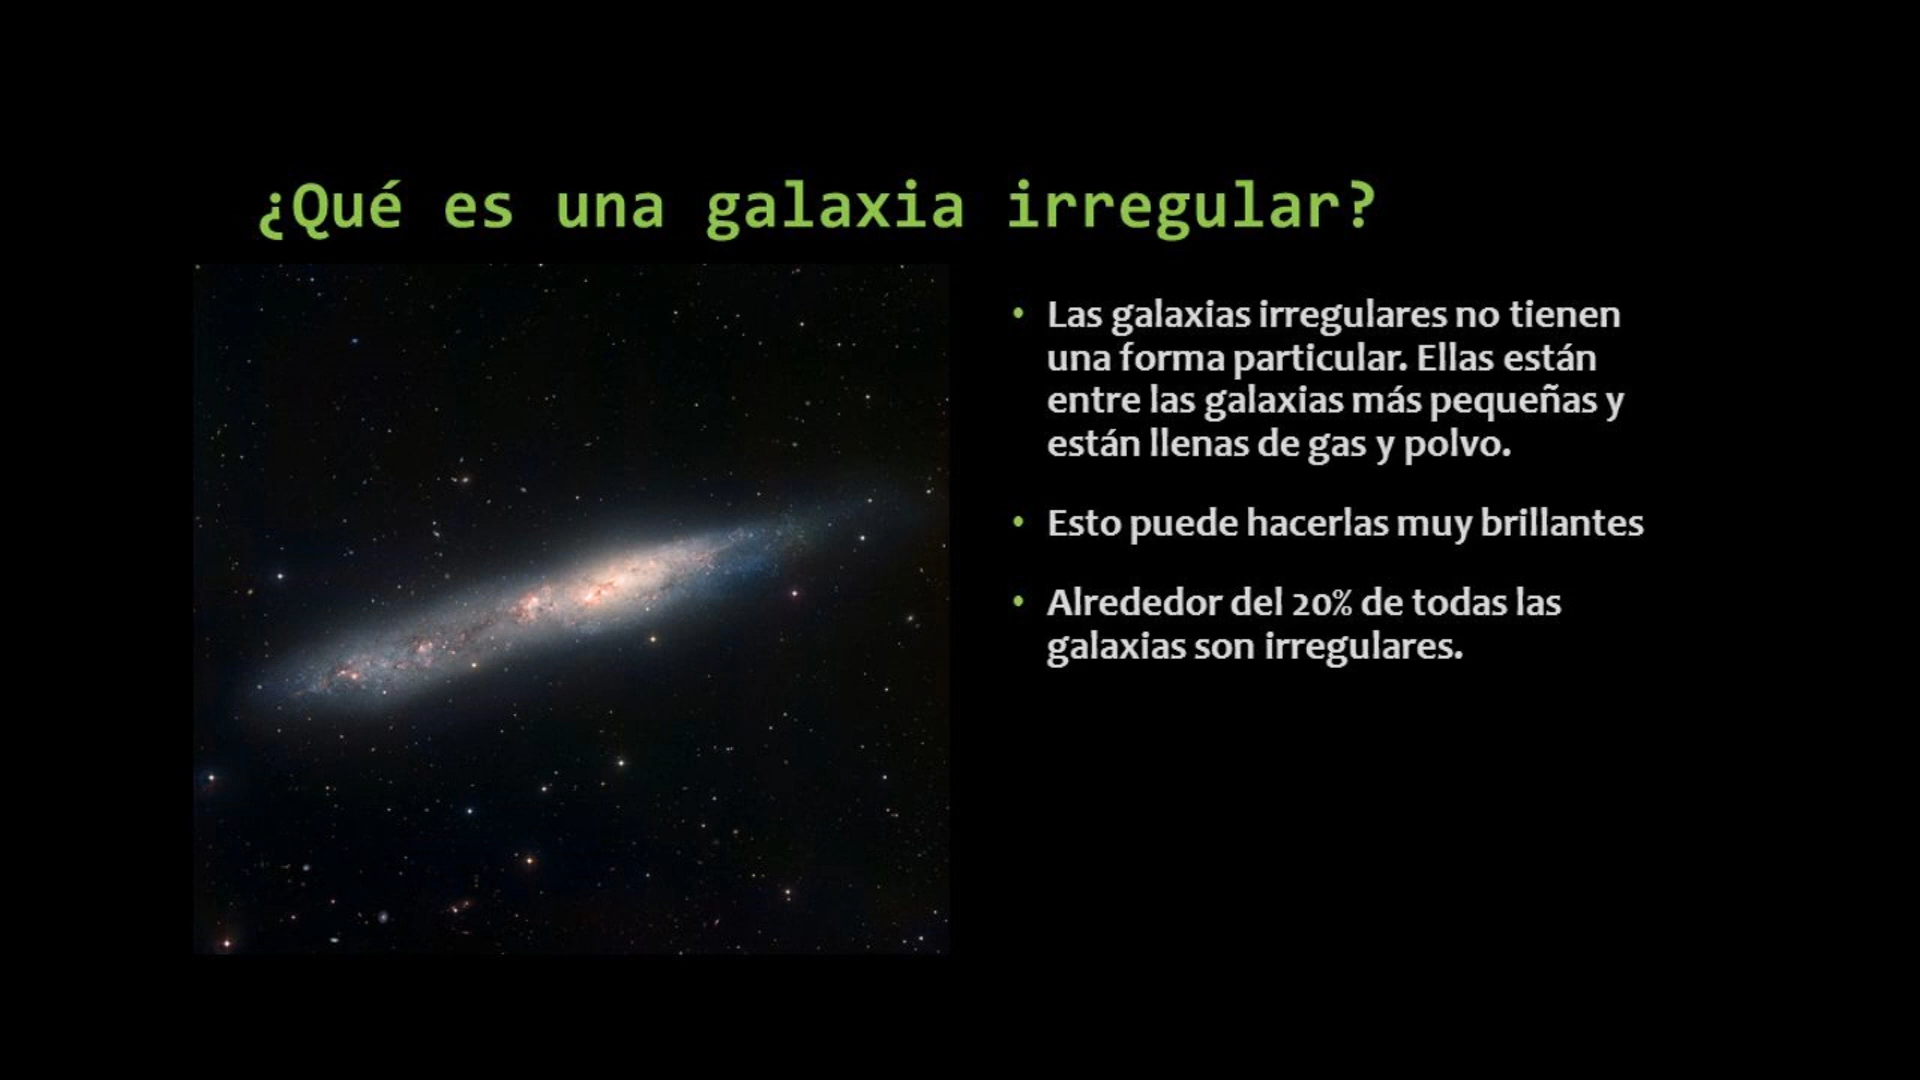 ¿Qué es una galaxia irregular?
• Las galaxias irregulares no tienen
una forma particular. Ellas están
entre las galaxias más pequeñas y
están llenas de gas y polvo.
• Esto puede hacerlas muy brillantes
• Alrededor del 20% de todas las
galaxias son irregulares.